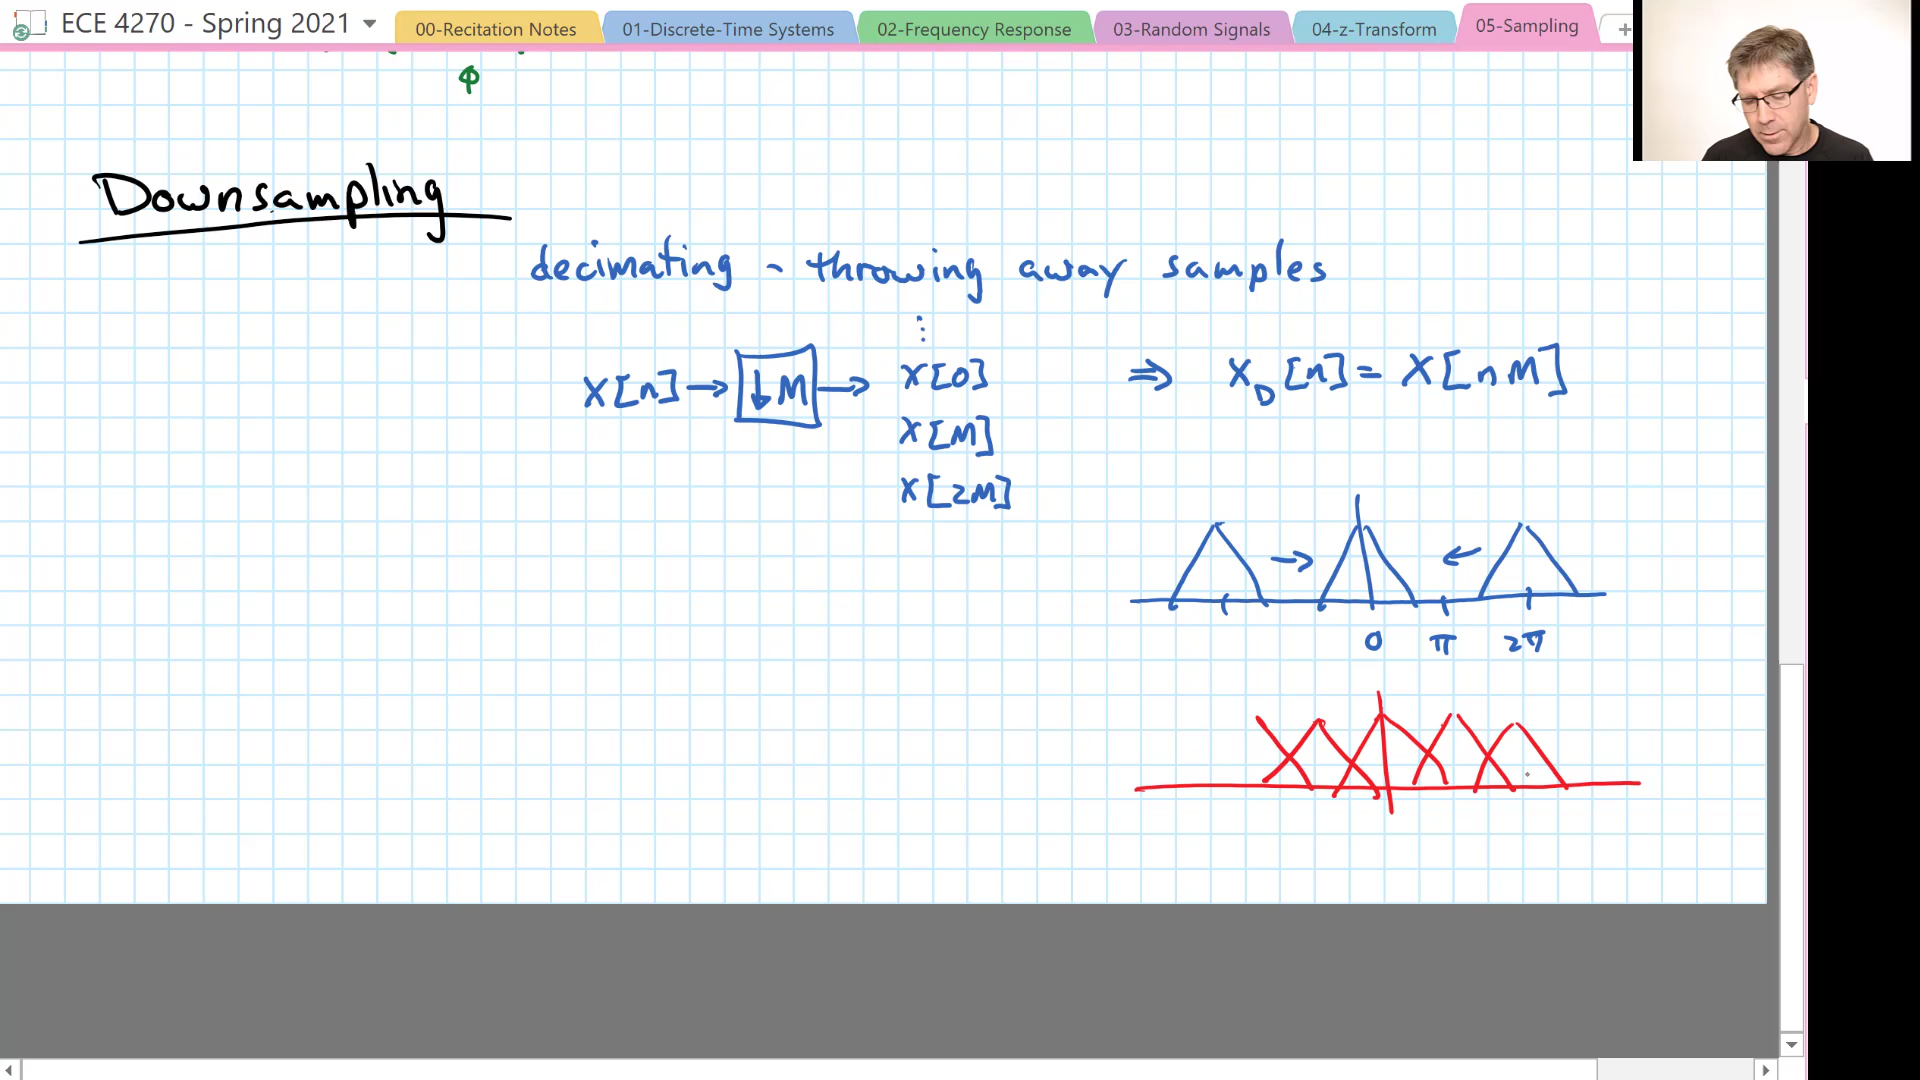 ECE 4270 - Spring 2021
00-Recitation Notes
01-Discrete-Time Systems
02-Frequency Response
03-Random Signals
04-z-Transform
05-Sampling
+
Downsampling
decimating - throwing away samples
⋮
x[n] → ↓M → x[0] ⇒ x_D[n] = x[nM]
x[M]
x[2M]
→ ←
0 π 2π